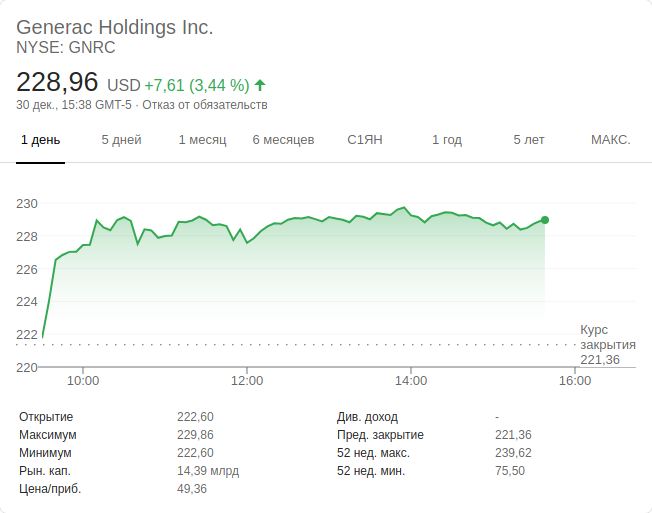 Generac Holdings Inc.
NYSE: GNRC
228,96 USD +7,61 (3,44 %)
30 дек., 15:38 GMT-5 · Отказ от обязательств
1 день 5 дней 1 месяц 6 месяцев С1ЯН 1 год 5 лет МАКС.
230
228
226
224
222
220
Курс
закрытия
221,36
10:00 12:00 14:00 16:00
Открытие 222,60
Максимум 229,86
Минимум 222,60
Рын. кап. 14,39 млрд
Цена/приб. 49,36
Див. доход -
Пред. закрытие 221,36
52 нед. макс. 239,62
52 нед. мин. 75,50